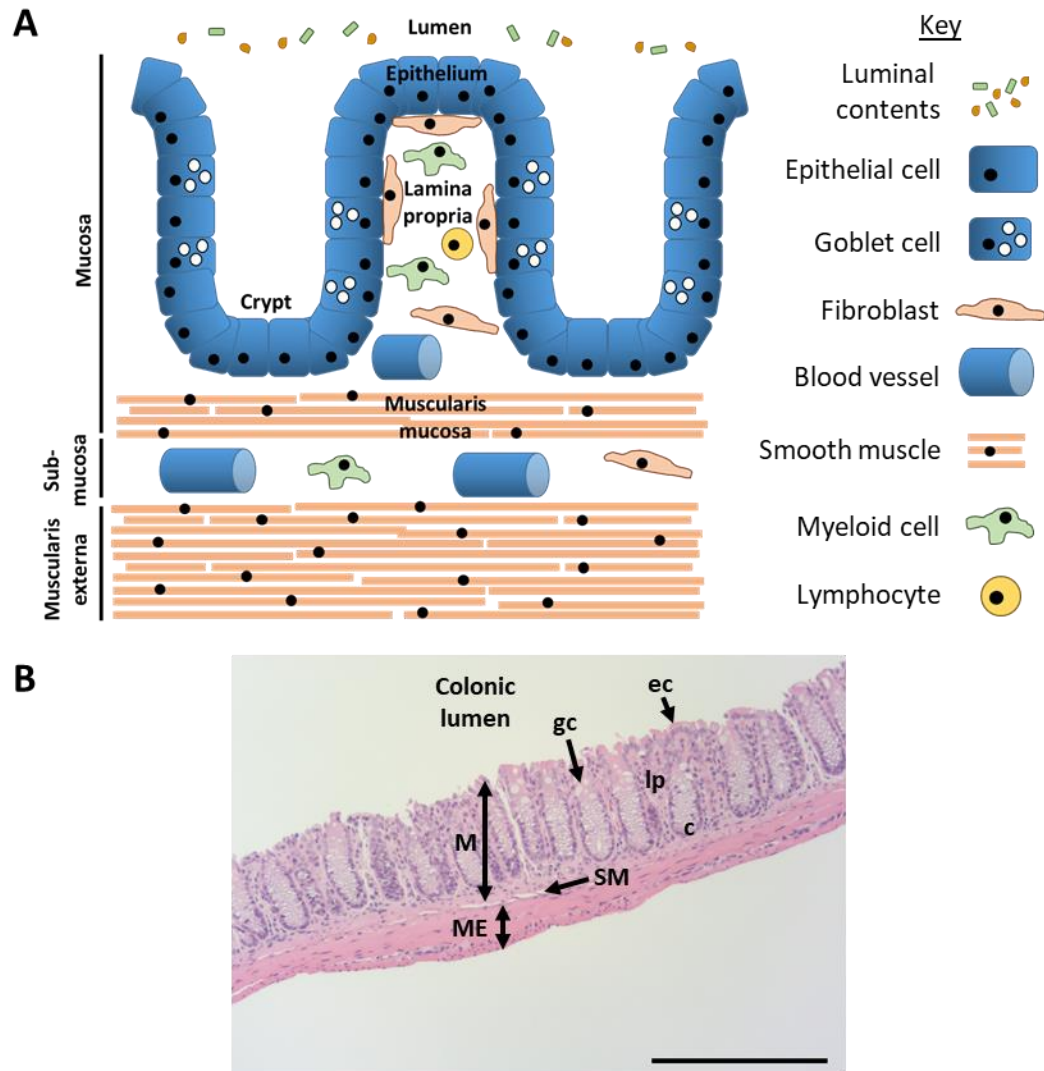 A
Lumen
Epithelium
Lamina
propria
Crypt
Muscularis
mucosa
Mucosa
Sub-
mucosa
Muscularis
externa
Key
Luminal
contents
Epithelial cell
Goblet cell
Fibroblast
Blood vessel
Smooth muscle
Myeloid cell
Lymphocyte
B
Colonic
lumen
ec
gc
lp
M
c
SM
ME